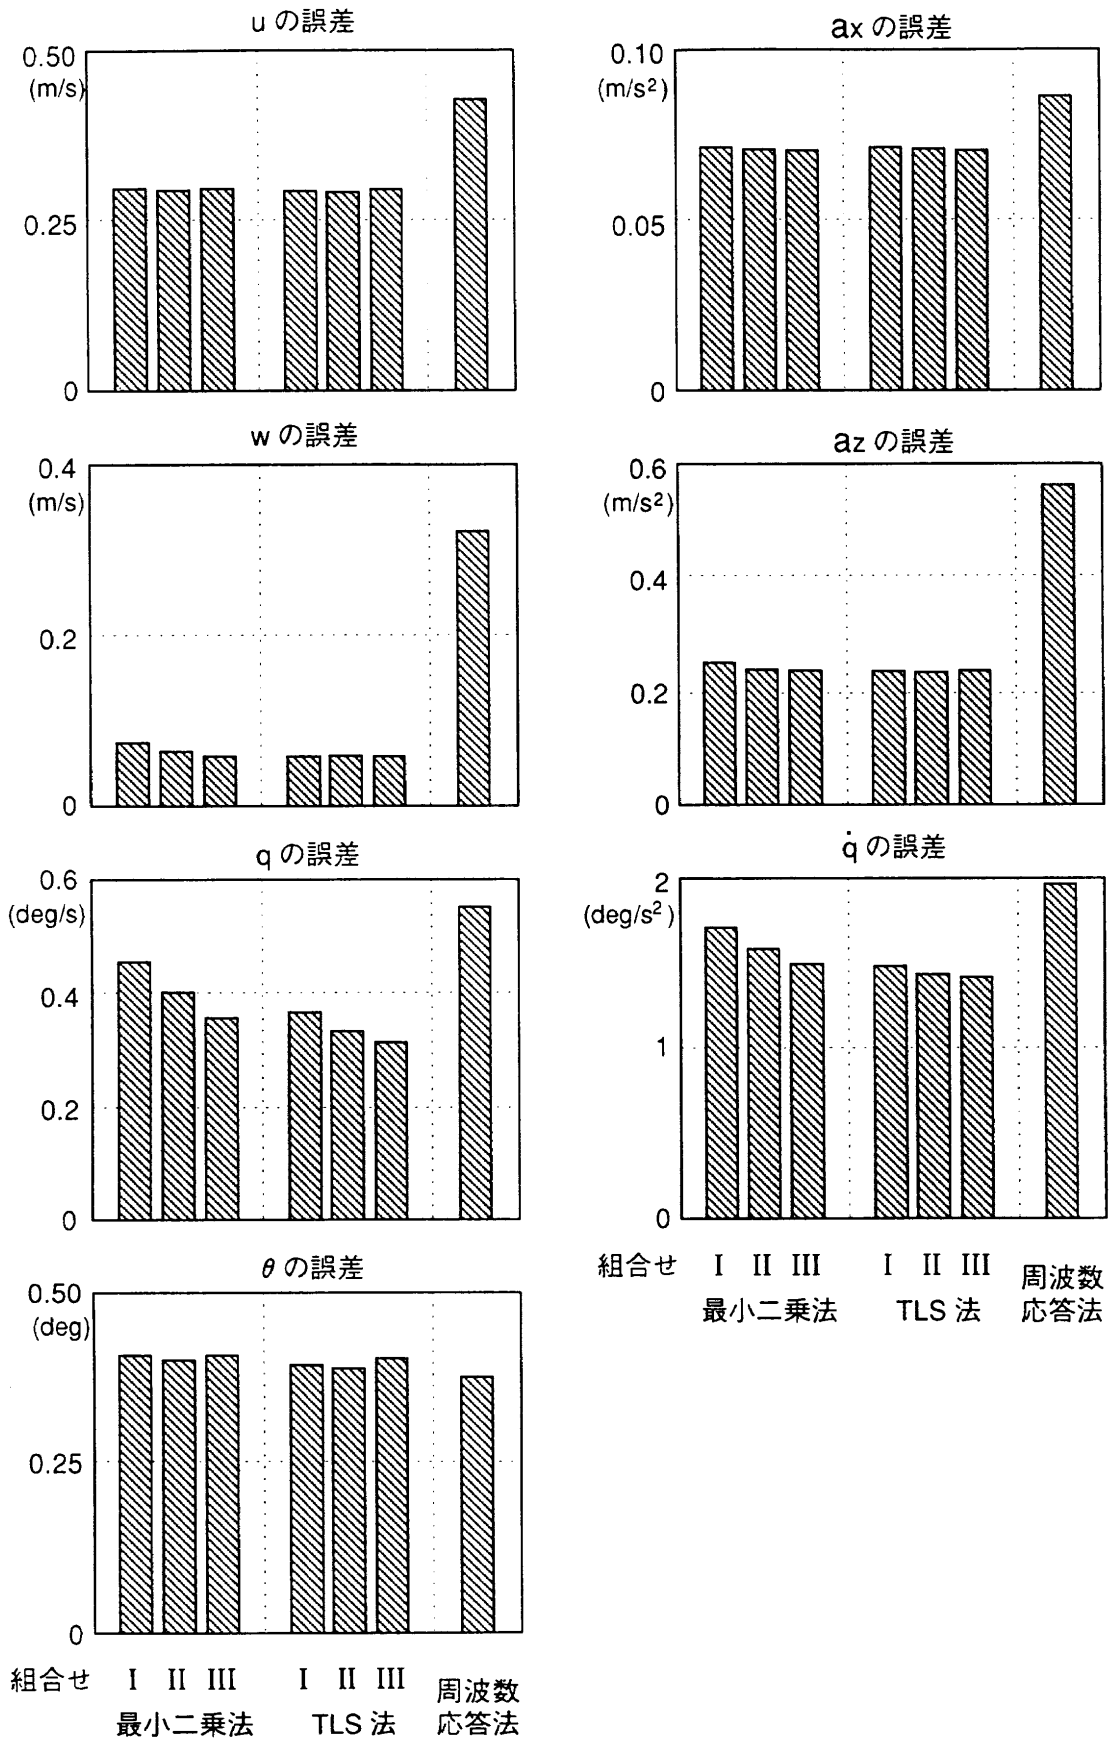 u の誤差
0.50
(m/s)
0.25
0
ax の誤差
0.10
(m/s²)
0.05
0
w の誤差
0.4
(m/s)
0.2
0
az の誤差
0.6
(m/s²)
0.4
0.2
0
q の誤差
0.6
(deg/s)
0.4
0.2
0
q̇ の誤差
2
(deg/s²)
1
0
組合せ I II III I II III 周波数
最小二乗法 TLS 法 応答法
θ の誤差
0.50
(deg)
0.25
0
組合せ I II III I II III 周波数
最小二乗法 TLS 法 応答法